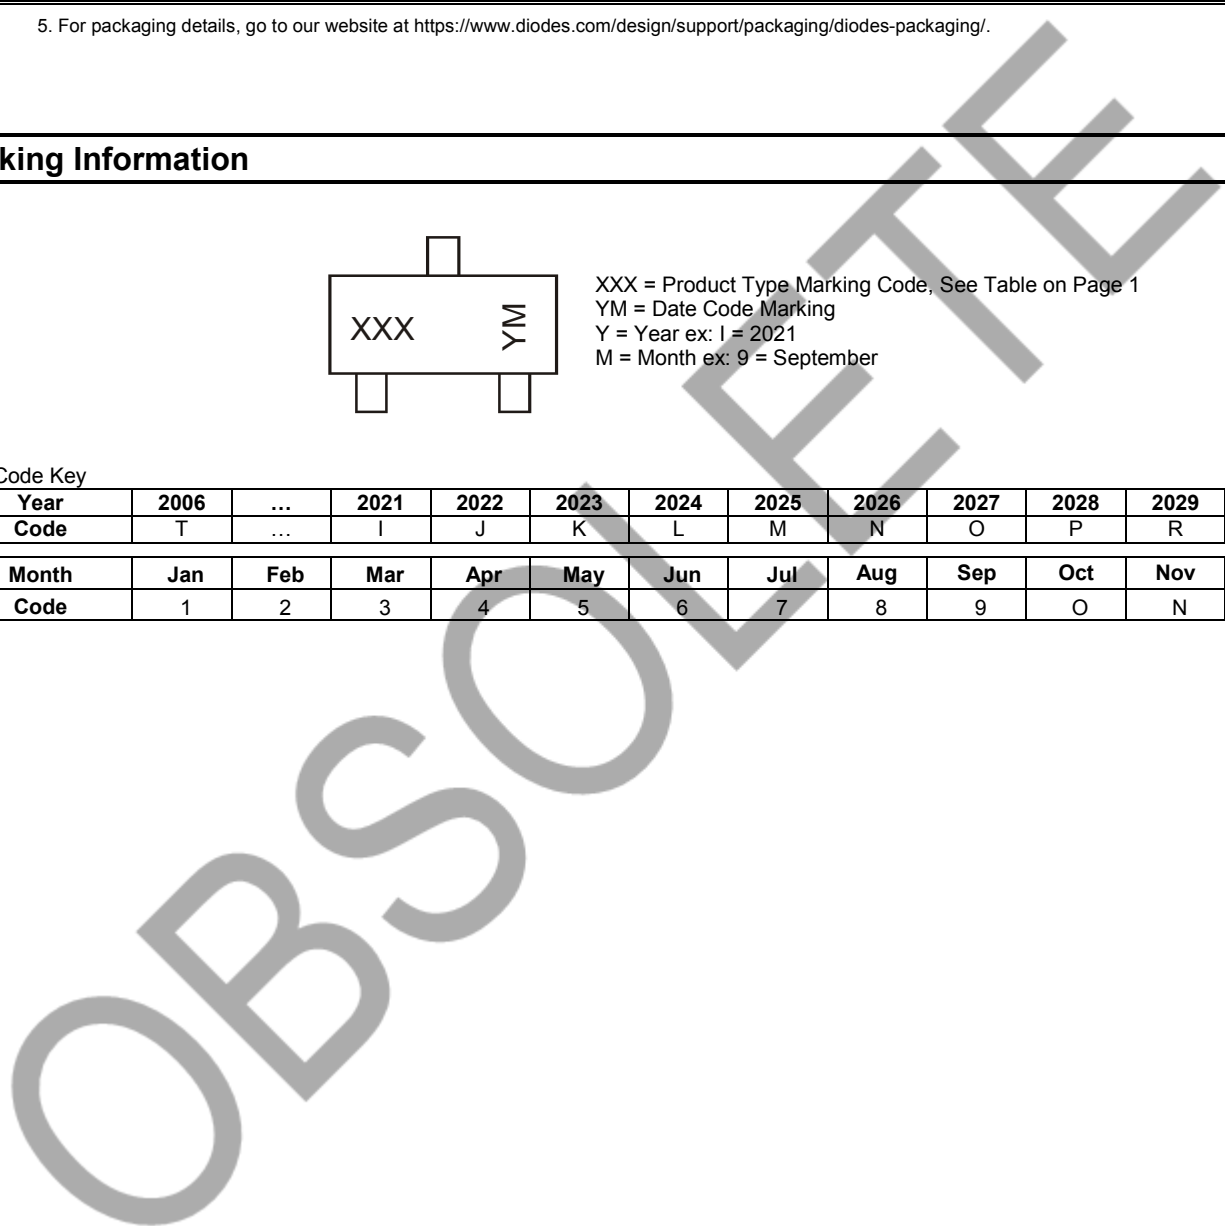 5. For packaging details, go to our website at https://www.diodes.com/design/support/packaging/diodes-packaging/.
king Information
XXX YM
XXX = Product Type Marking Code, See Table on Page 1
YM = Date Code Marking
Y = Year ex: I = 2021
M = Month ex: 9 = September
Code Key
Year 2006 … 2021 2022 2023 2024 2025 2026 2027 2028 2029
Code T … I J K L M N O P R
Month Jan Feb Mar Apr May Jun Jul Aug Sep Oct Nov
Code 1 2 3 4 5 6 7 8 9 O N
OBSOLETE